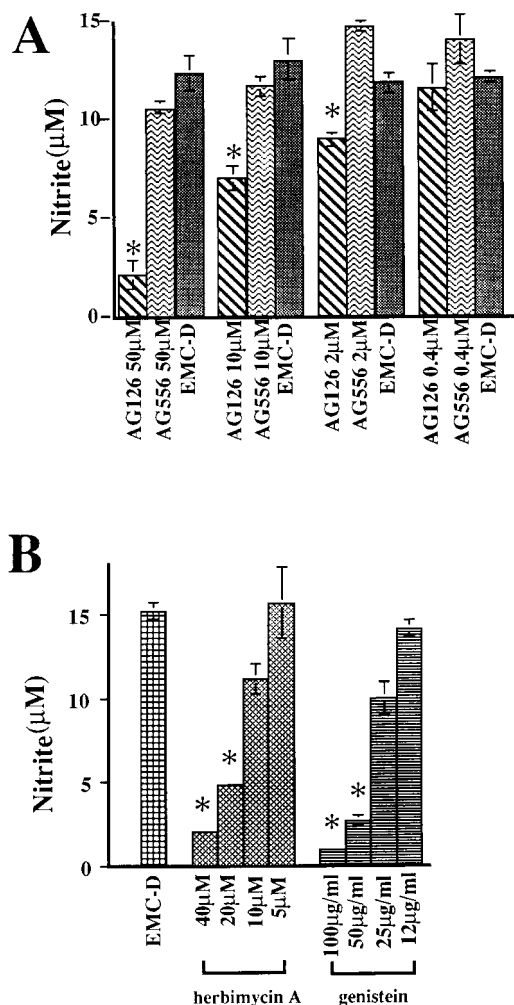 A
Nitrite(μM)
15
10
5
0
*
*
*
AG126 50μM
AG556 50μM
EMC-D
AG126 10μM
AG556 10μM
EMC-D
AG126 2μM
AG556 2μM
EMC-D
AG126 0.4μM
AG556 0.4μM
EMC-D
B
Nitrite(μM)
15
10
5
0
*
*
*
*
EMC-D
40μM
20μM
10μM
5μM
100μg/ml
50μg/ml
25μg/ml
12μg/ml
herbimycin A
genistein